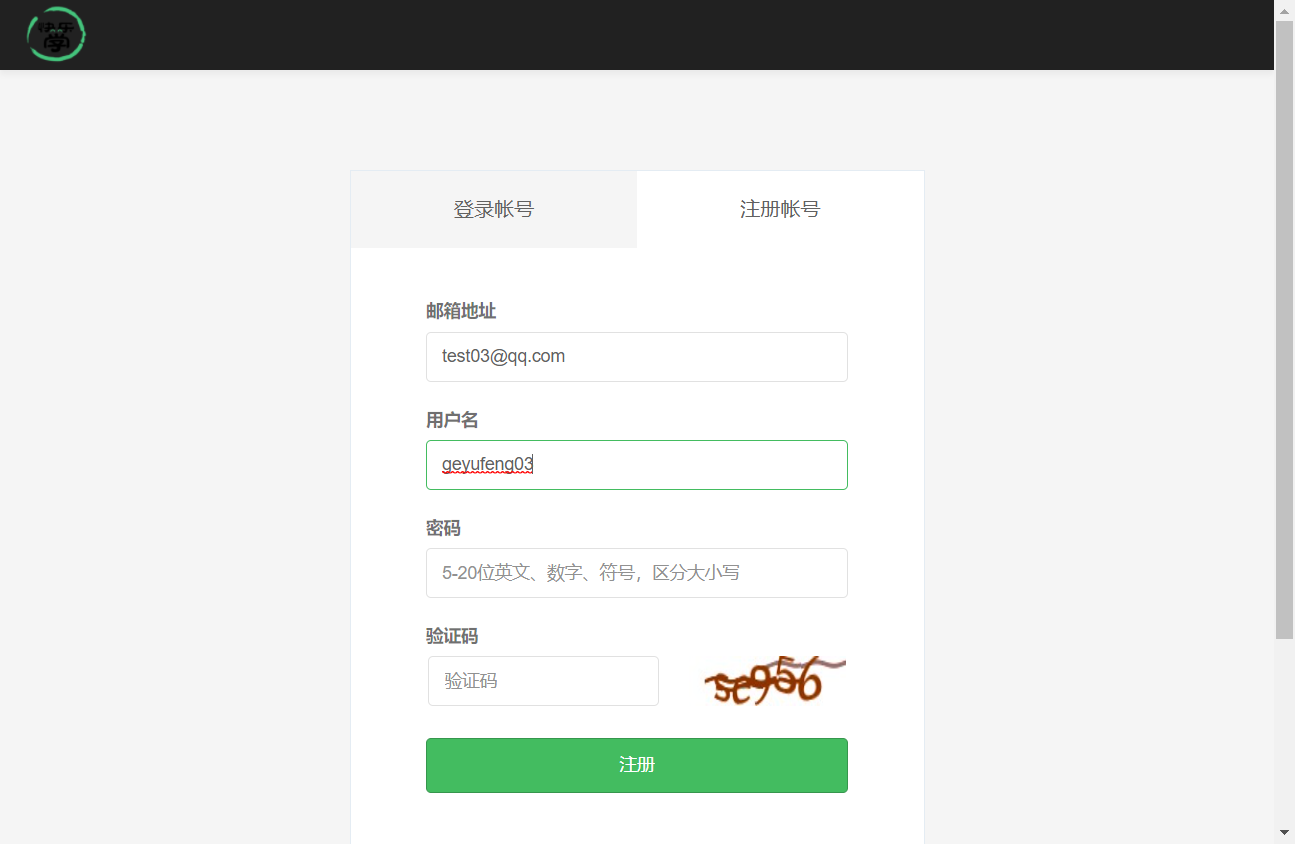 快乐
學
登录帐号
注册帐号
邮箱地址
test03@qq.com
用户名
geyufeng03
密码
5-20位英文、数字、符号，区分大小写
验证码
验证码
注册